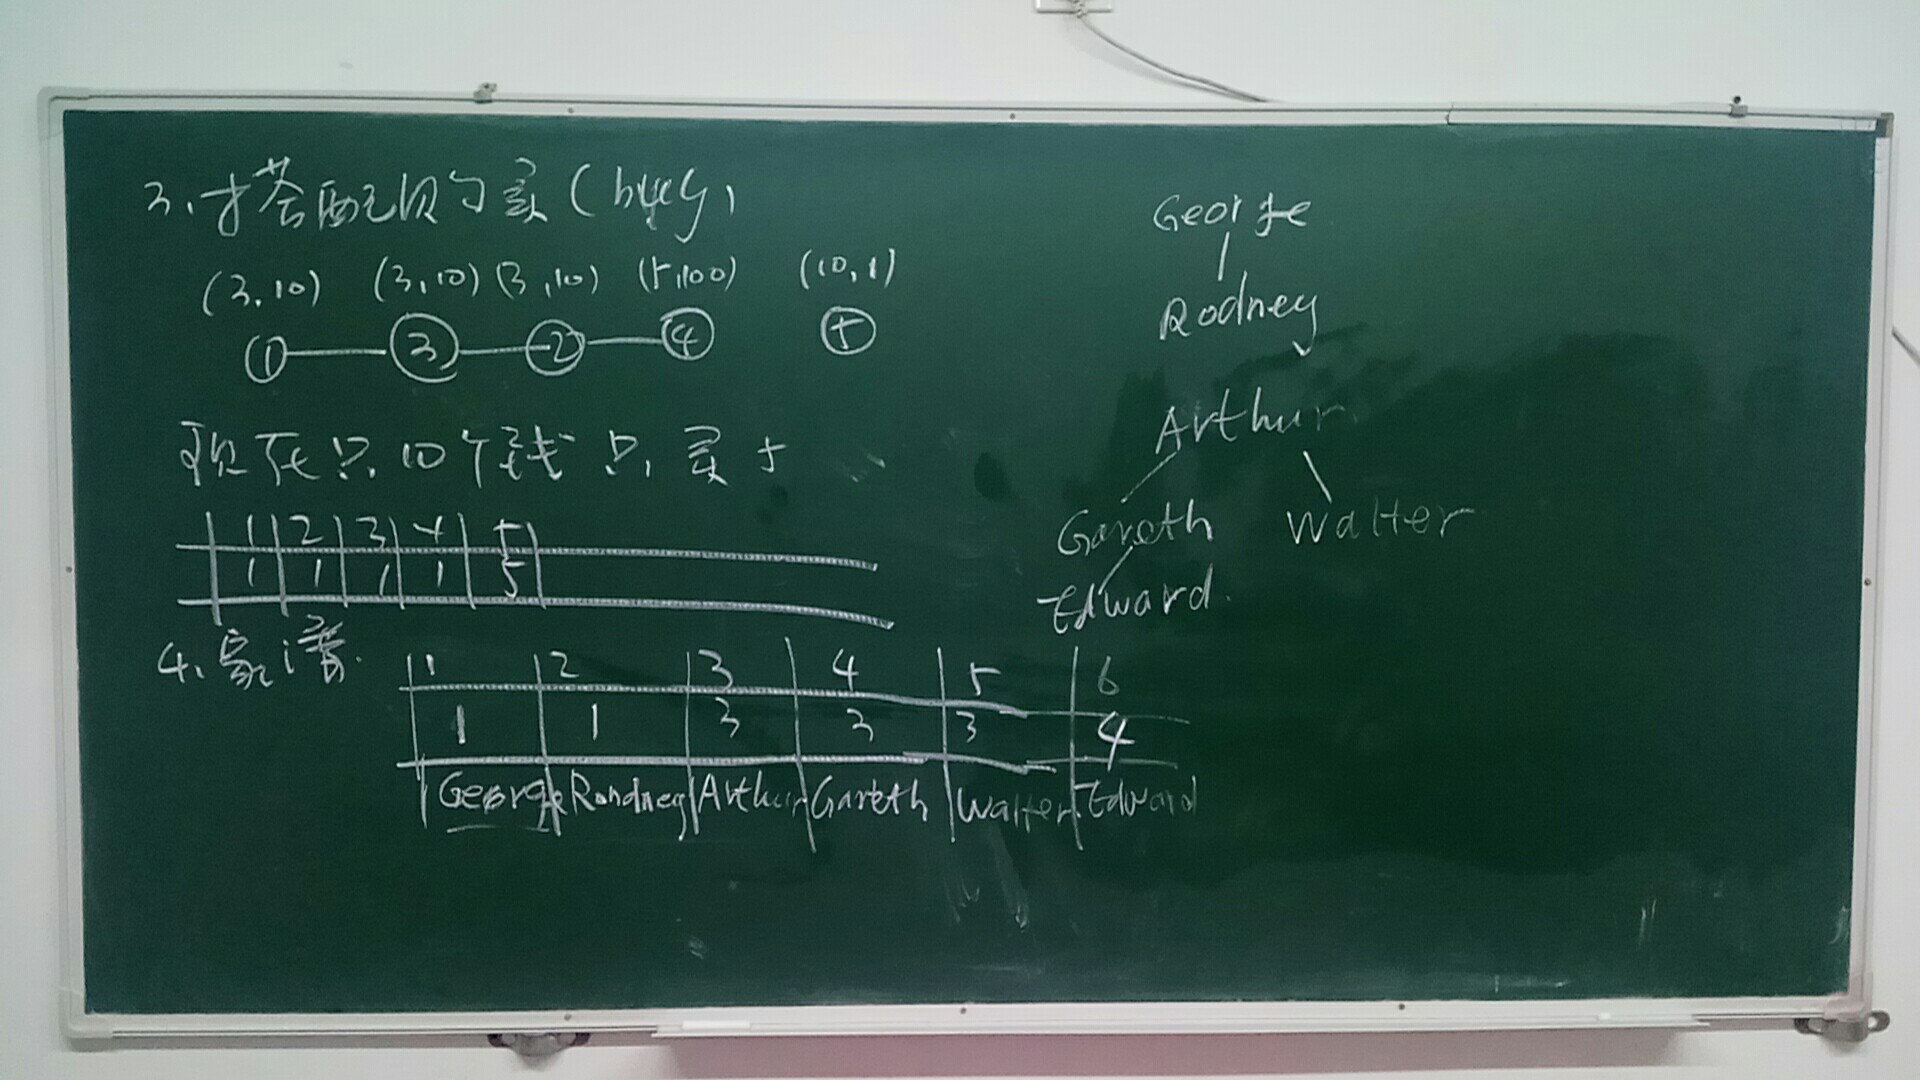 3、搭配购买(buy)
(3,10) (3,10) (3,10) (5,100) (10,1)
① ③ ② ④ ⑤
现在只10个钱 只买5
1 2 3 4 5
1 1 1 1 5
4、家谱.
1 2 3 4 5 6
1 1 3 3 3 4
George Rondney Arthur Gareth Walter Edward
George
Rodney
Arthur
Gareth Walter
Edward.